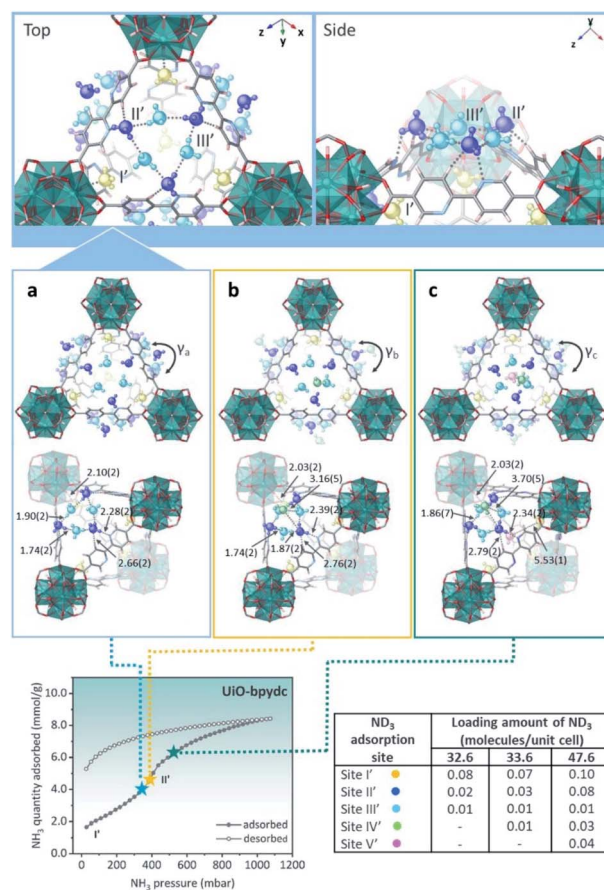 Top
z
y
x
II'
III'
I'
Side
y
z
x
III'
II'
I'
a
γa
2.10(2)
1.90(2)
2.28(2)
1.74(2)
2.66(2)
b
γb
2.03(2)
3.16(5)
2.39(2)
1.74(2)
1.87(2)
2.76(2)
c
γc
2.03(2)
3.70(5)
1.86(7)
2.34(2)
2.79(2)
5.53(1)
UiO-bpydc
NH3 quantity adsorbed (mmol/g)
10.0
8.0
6.0
4.0
2.0
0.0
I'
II'
adsorbed
desorbed
0 200 400 600 800 1000 1200
NH3 pressure (mbar)
ND3 adsorption site Loading amount of ND3 (molecules/unit cell)
32.6 33.6 47.6
Site I' 0.08 0.07 0.10
Site II' 0.02 0.03 0.08
Site III' 0.01 0.01 0.01
Site IV' - 0.01 0.03
Site V' - - 0.04